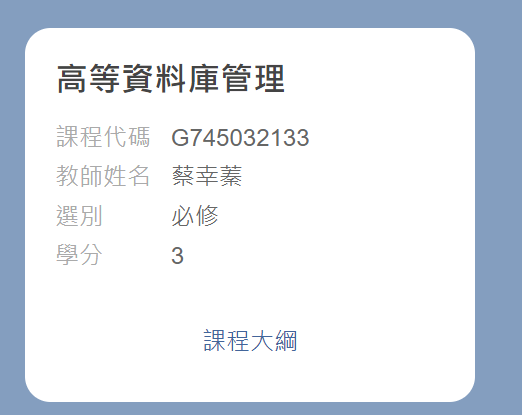 高等資料庫管理
課程代碼 G745032133
教師姓名 蔡幸蓁
選別 必修
學分 3
課程大綱